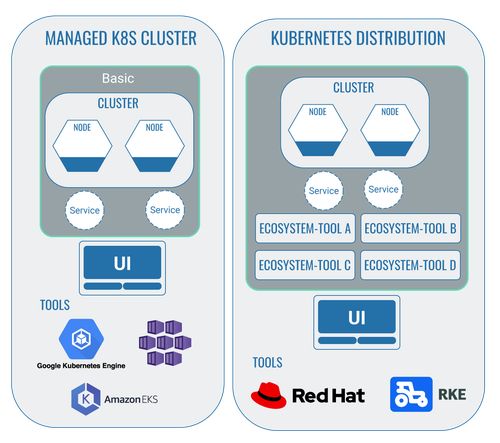 MANAGED K8S CLUSTER
Basic
CLUSTER
NODE
NODE
Service
Service
UI
TOOLS
Google Kubernetes Engine
K
Amazon EKS
KUBERNETES DISTRIBUTION
CLUSTER
NODE
NODE
Service
Service
ECOSYSTEM-TOOL A
ECOSYSTEM-TOOL B
ECOSYSTEM-TOOL C
ECOSYSTEM-TOOL D
UI
TOOLS
Red Hat
RKE